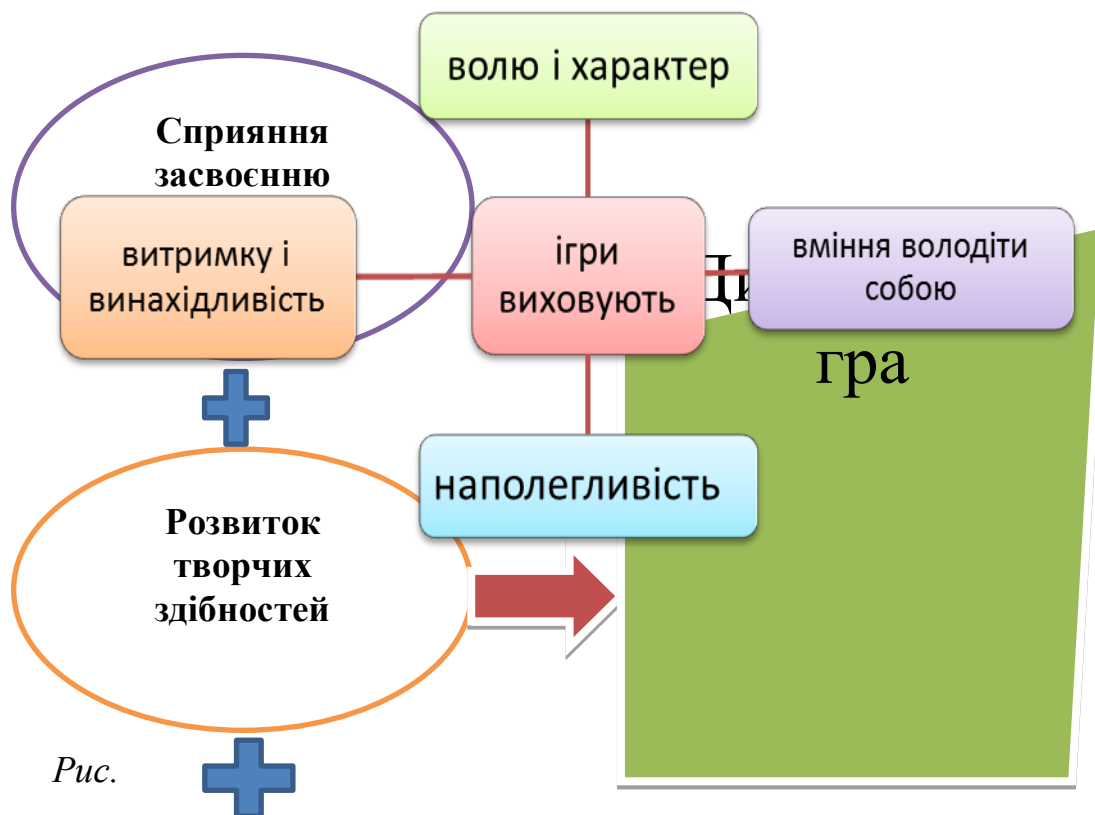 волю і характер
Сприяння
засвоєнню
витримку і
винахідливість
ігри
виховують
вміння володіти
собою
гра
наполегливість
Розвиток
творчих
здібностей
Рис.